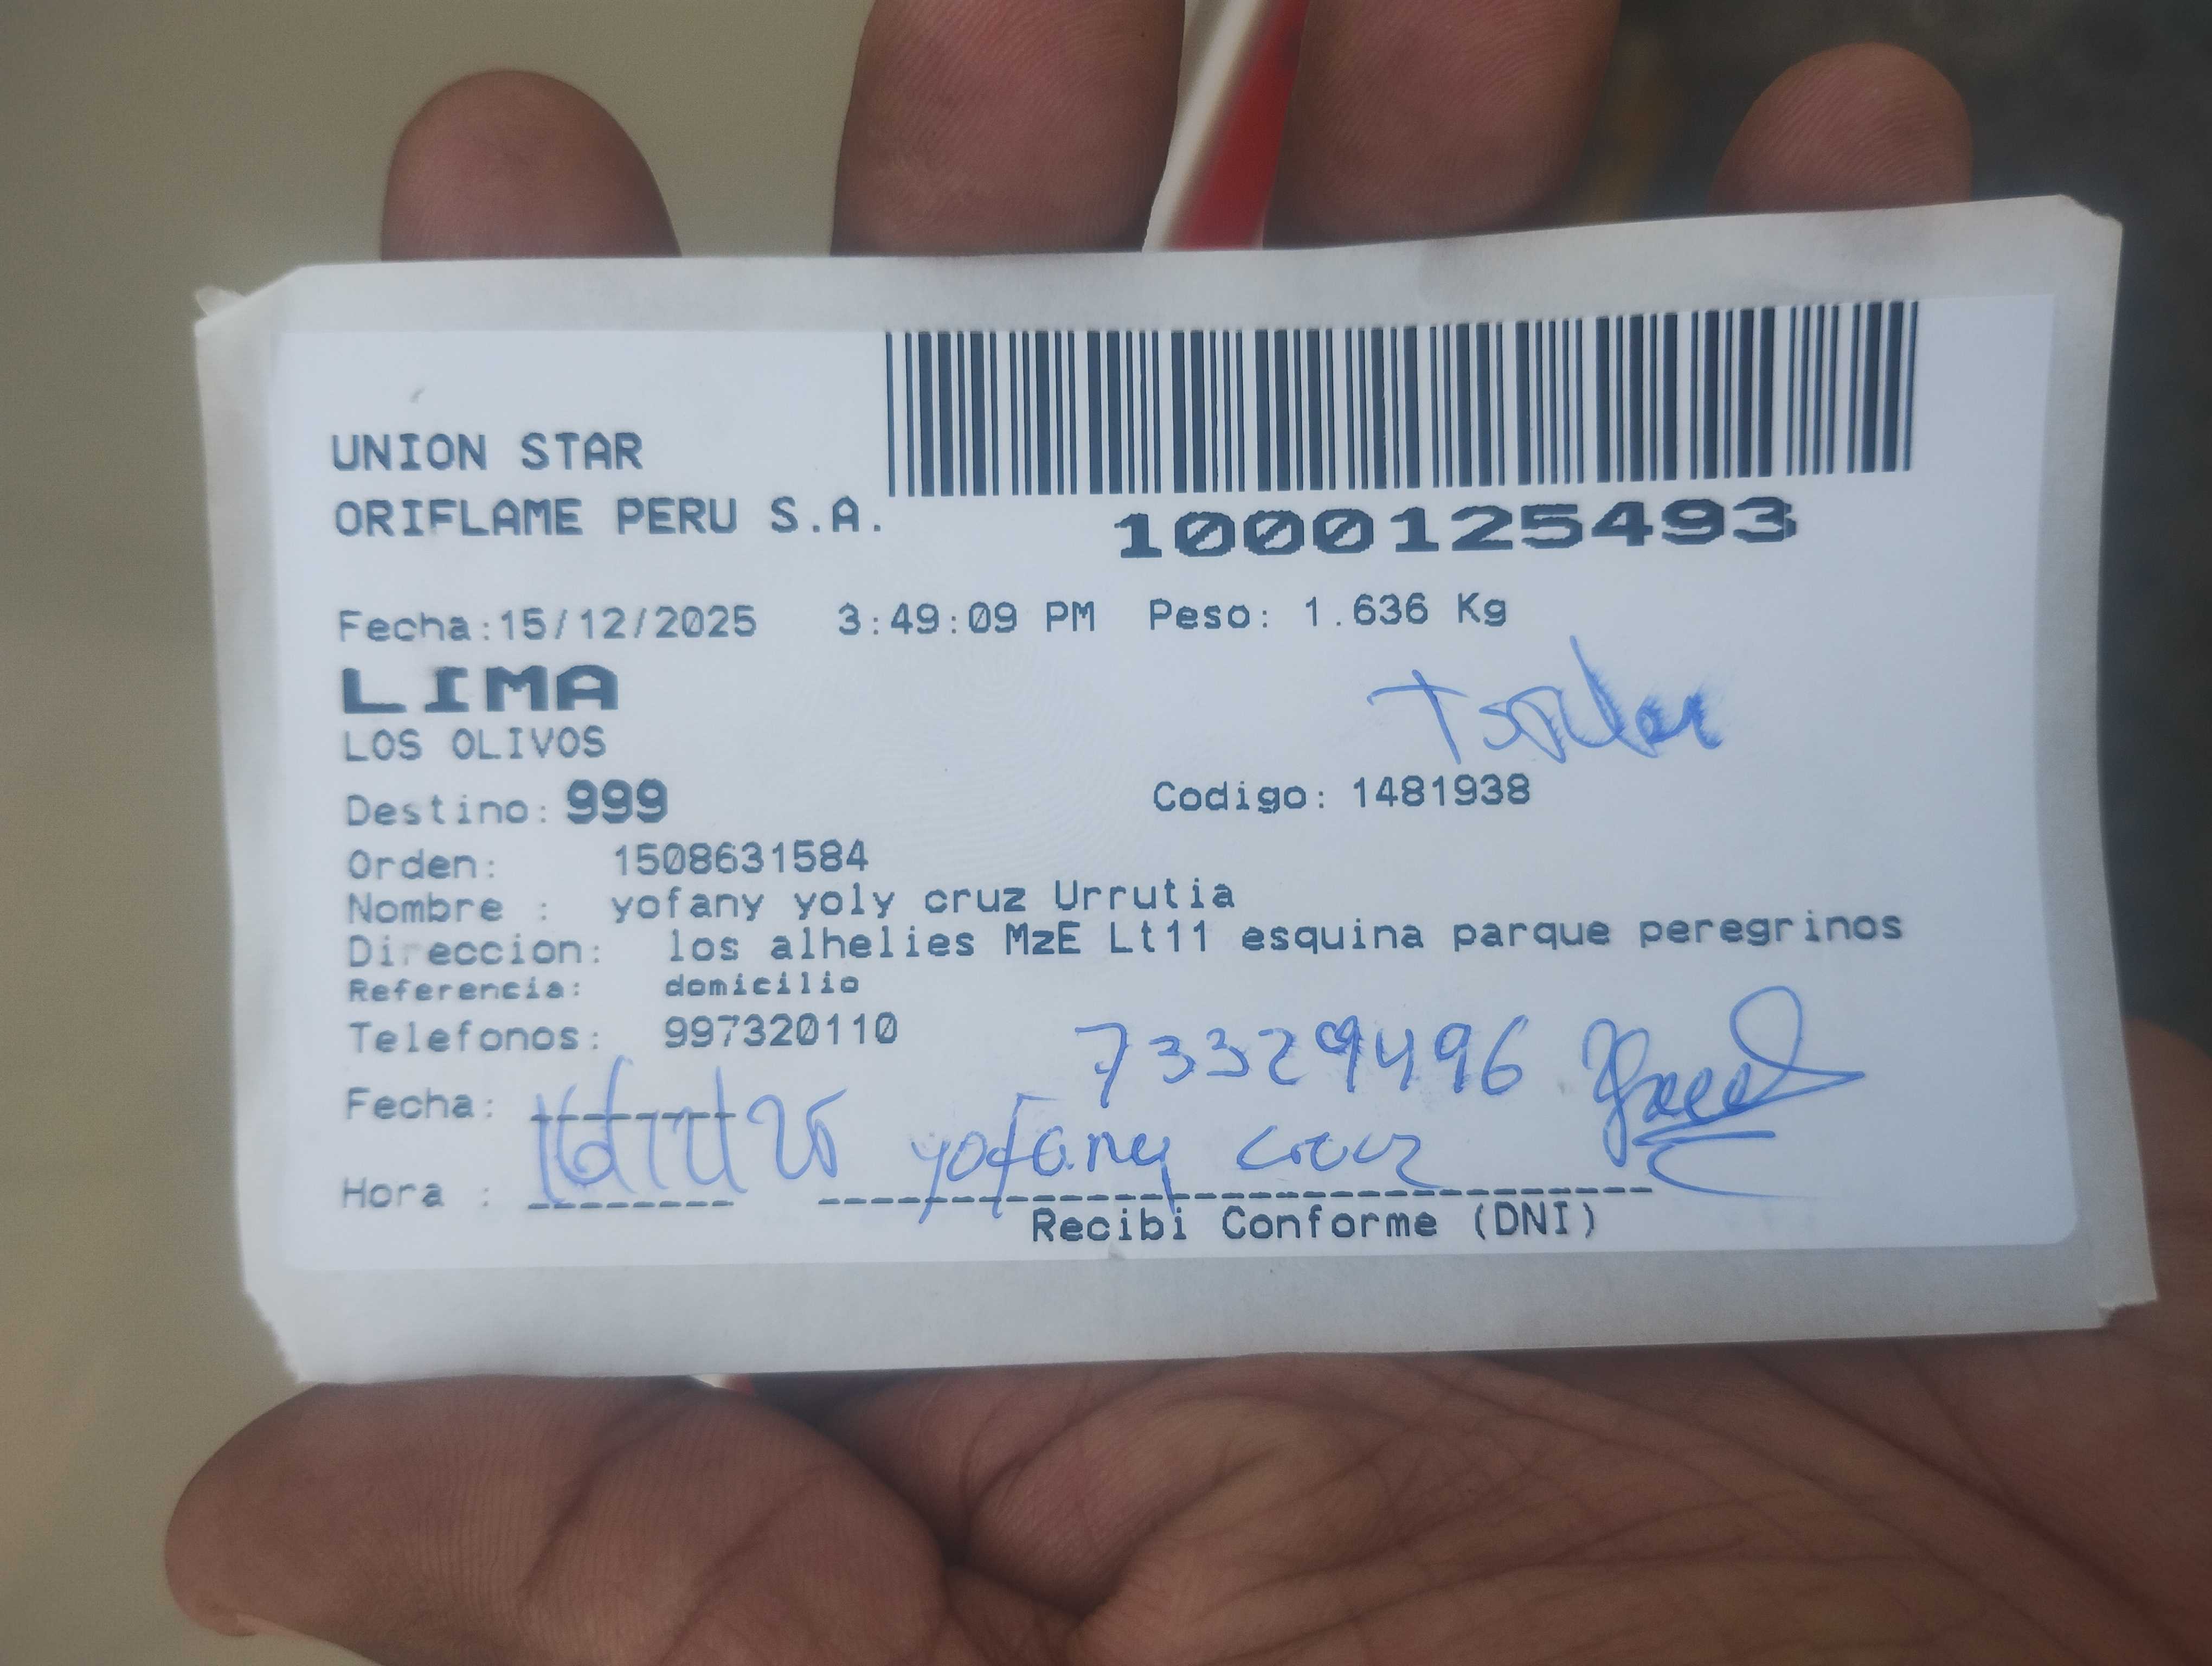 UNION STAR
ORIFLAME PERU S.A.
1000125493
Fecha:15/12/2025 3:49:09 PM Peso: 1.636 Kg
LIMA
LOS OLIVOS
Destino: 999 Codigo: 1481938
Orden: 1508631584
Nombre : yofany yoly cruz Urrutia
Direccion: los alhelies MzE Lt11 esquina parque peregrinos
Referencia: domicilio
Telefonos: 997320110
73329496
Fecha:
yofany cruz
Hora :
Recibi Conforme (DNI)